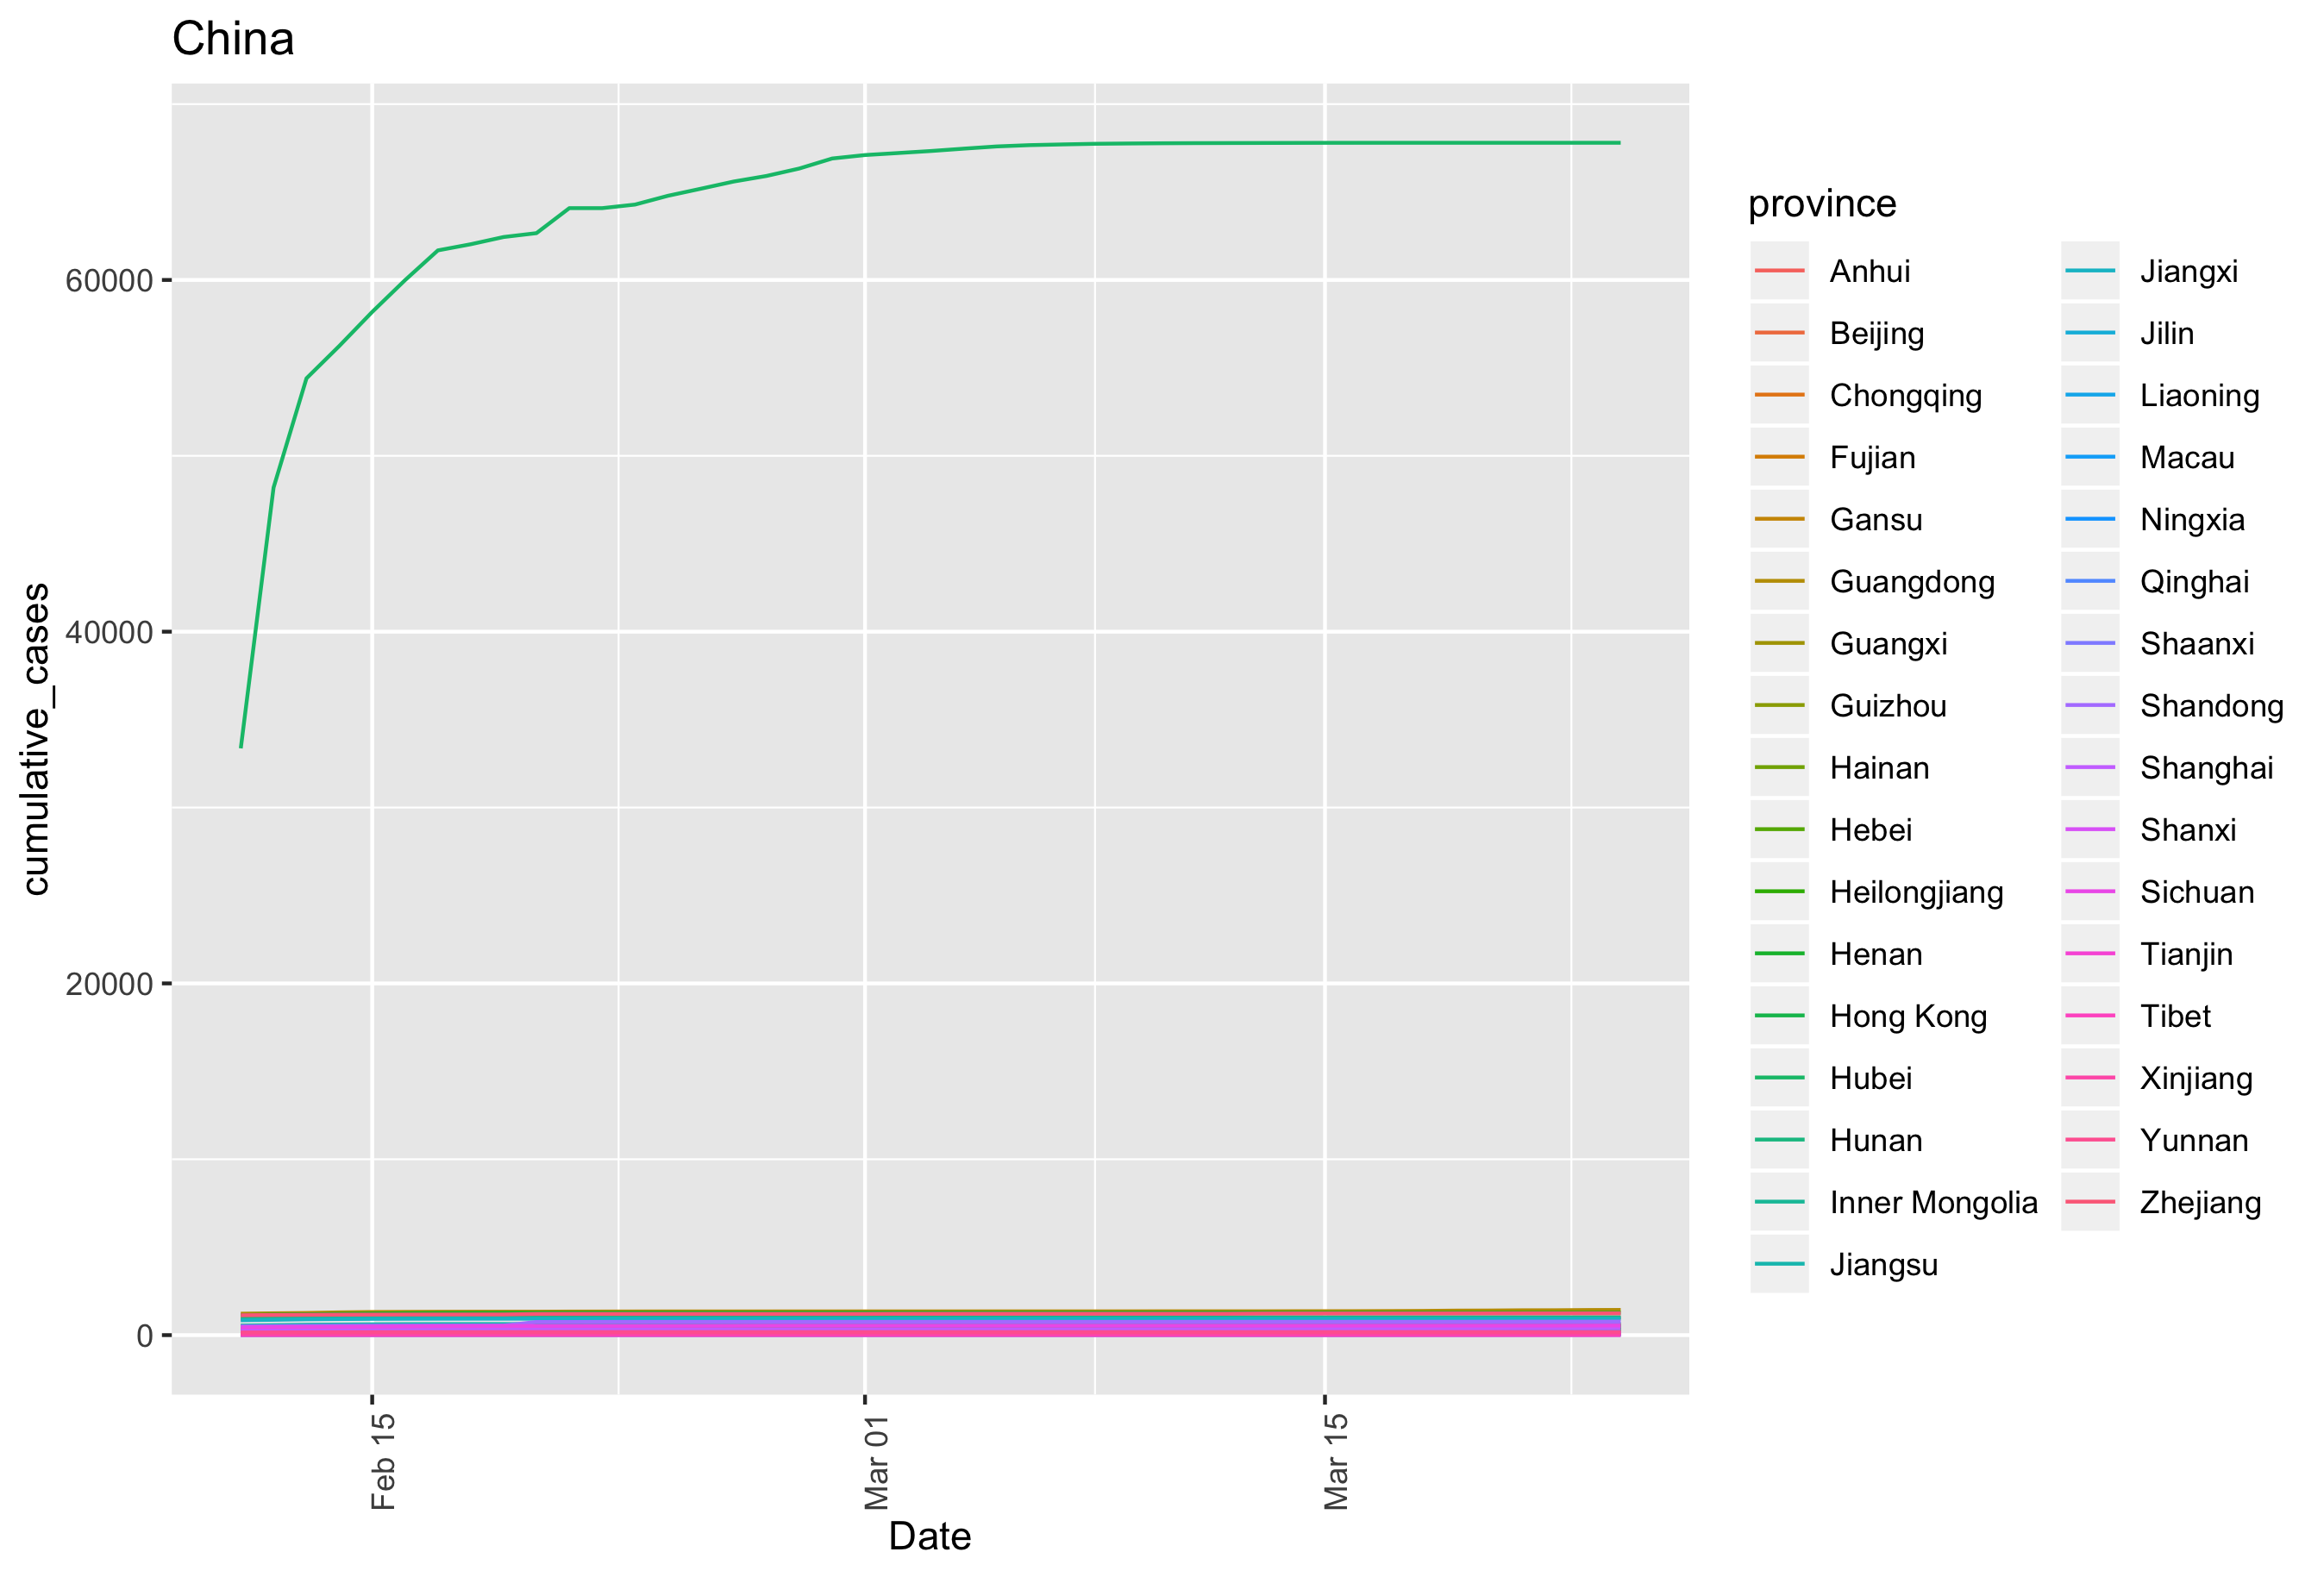 China
cumulative_cases
60000
40000
20000
0
Feb 15
Mar 01
Mar 15
Date
province
Anhui
Beijing
Chongqing
Fujian
Gansu
Guangdong
Guangxi
Guizhou
Hainan
Hebei
Heilongjiang
Henan
Hong Kong
Hubei
Hunan
Inner Mongolia
Jiangsu
Jiangxi
Jilin
Liaoning
Macau
Ningxia
Qinghai
Shaanxi
Shandong
Shanghai
Shanxi
Sichuan
Tianjin
Tibet
Xinjiang
Yunnan
Zhejiang